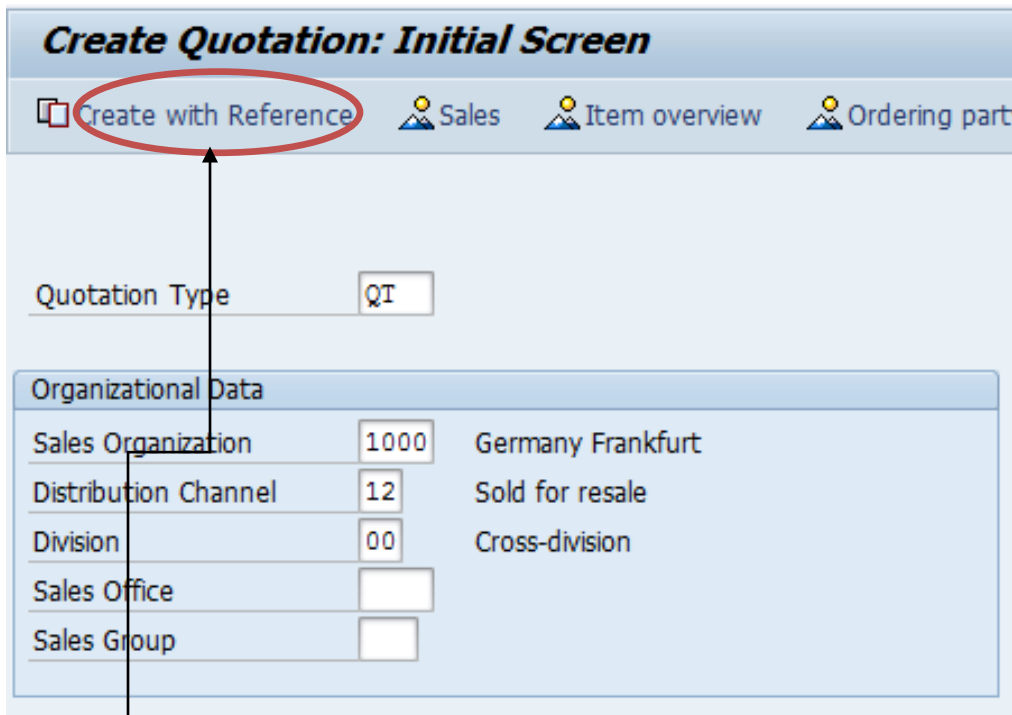 Create Quotation: Initial Screen
Create with Reference Sales Item overview Ordering part
Quotation Type QT
Organizational Data
Sales Organization 1000 Germany Frankfurt
Distribution Channel 12 Sold for resale
Division 00 Cross-division
Sales Office
Sales Group